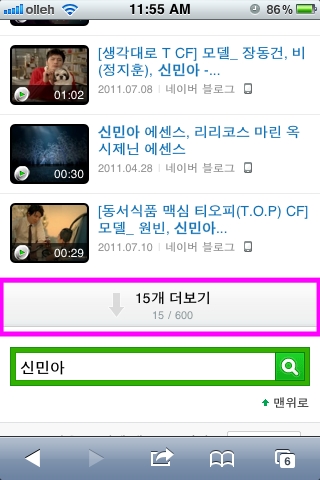 olleh 11:55 AM 86%
[생각대로 T CF] 모델_ 장동건, 비
(정지훈), 신민아 -...
01:02
2011.07.08 | 네이버 블로그
신민아 에센스, 리리코스 마린 옥
시제닌 에센스
00:30
2011.04.28 | 네이버 블로그
[동서식품 맥심 티오피(T.O.P) CF]
모델_ 원빈, 신민아...
00:29
2011.07.10 | 네이버 블로그
15개 더보기
15 / 600
신민아
맨위로
6